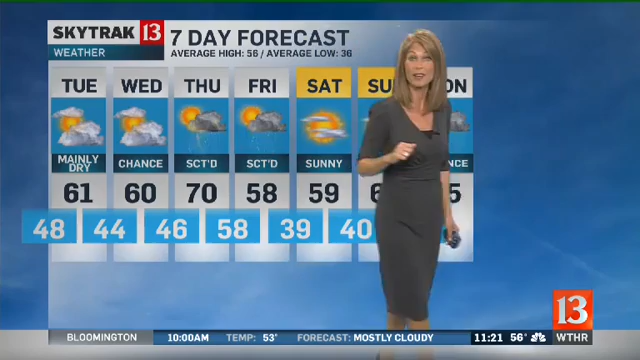 SKYTRAK 13
WEATHER
7 DAY FORECAST
AVERAGE HIGH: 56 / AVERAGE LOW: 36
TUE WED THU FRI SAT
MAINLY DRY CHANCE SCT'D SCT'D SUNNY
61 60 70 58 59
48 44 46 58 39 40
13
BLOOMINGTON 10:00AM TEMP: 53° FORECAST: MOSTLY CLOUDY 11:21 56° WTHR